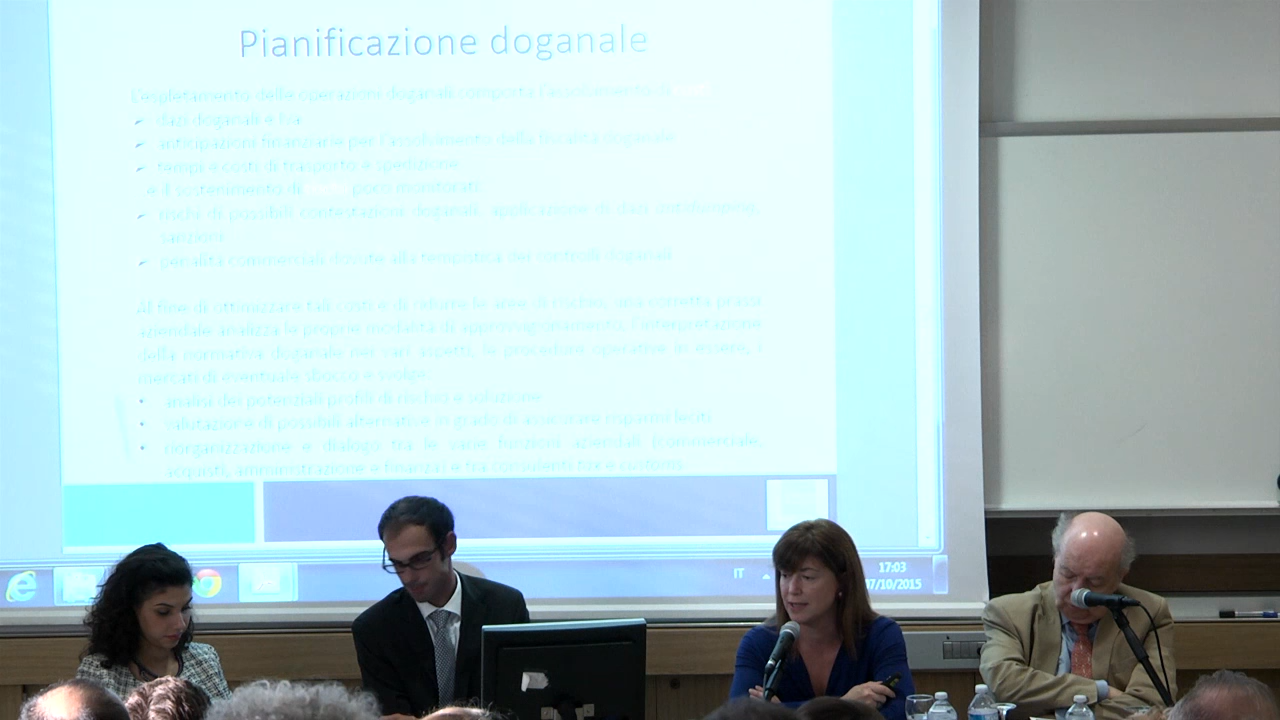 Pianificazione doganale
L'espletamento delle operazioni doganali comporta l'assolvimento di
dazi doganali e Iva
anticipazioni finanziarie per l'assolvimento della fiscalità doganale
tempi e costi di trasporto e spedizione
e il sostenimento di poco monitorati
rischi di possibili contestazioni doganali: applicazione di dazi antidumping,
sanzioni
penalità commerciali dovute alla tempistica dei controlli doganali
Al fine di ottimizzare tali costi e di ridurre le aree di rischio, una corretta prassi
aziendale analizza le proprie modalità di approvvigionamento, l'interpretazione
della normativa doganale nei vari aspetti, le procedure operative in essere, i
mercati di eventuale sbocco e svolge:
• analisi dei potenziali profili di rischio e soluzione
• valutazione di possibili alternative in grado di assicurare risparmi leciti
• riorganizzazione e dialogo tra le varie funzioni aziendali (commerciale,
acquisti, amministrazione e finanza) e tra consulenti tax e customs.
IT
17:03
07/10/2015